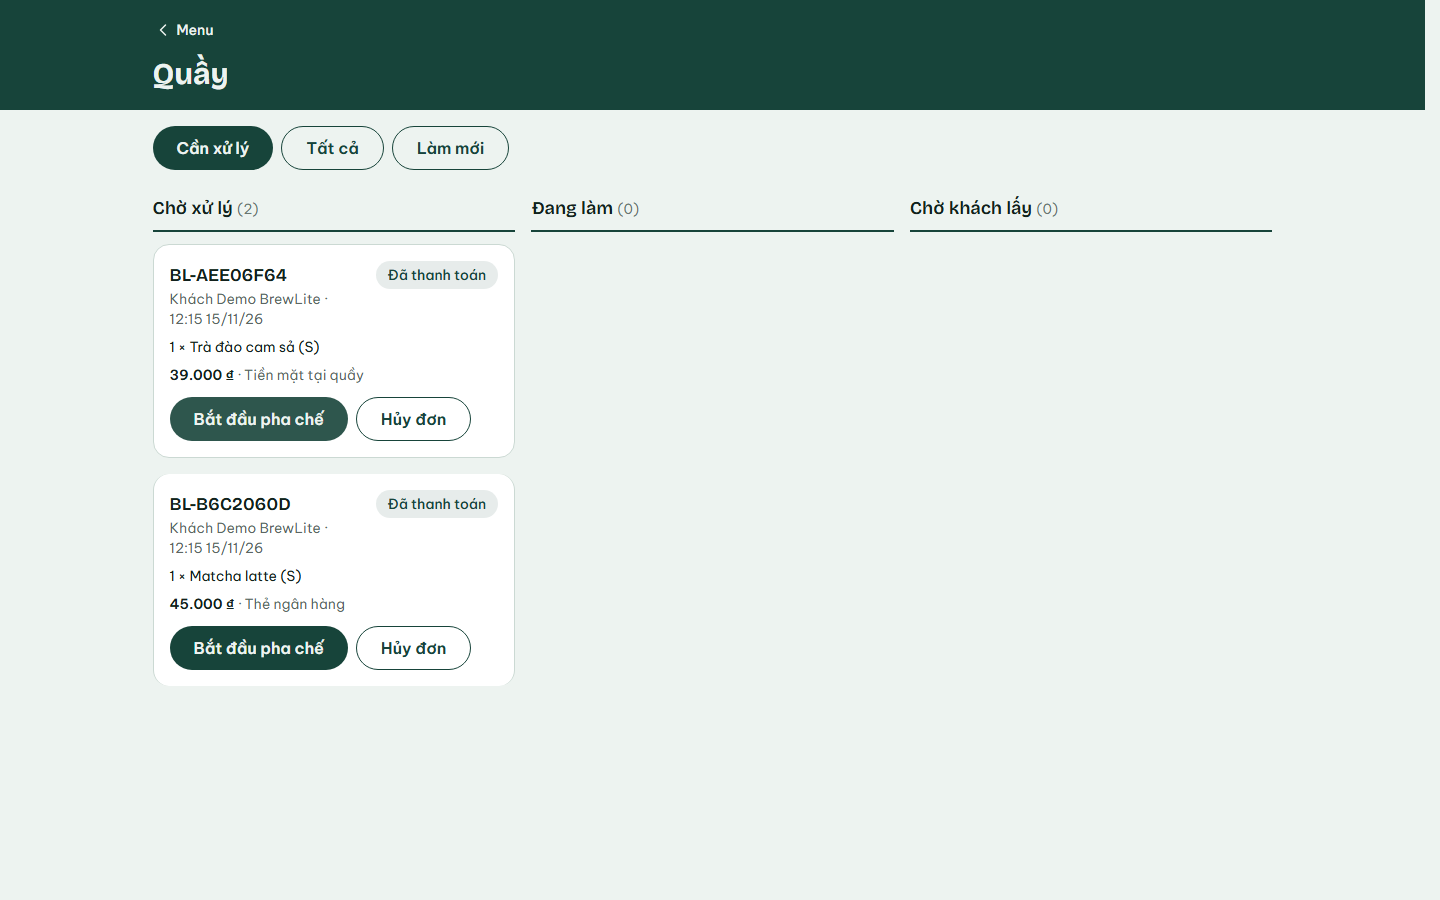 Menu
Quầy
Cần xử lý
Tất cả
Làm mới
Chờ xử lý (2)
Đang làm (0)
Chờ khách lấy (0)
BL-AEE06F64
Đã thanh toán
Khách Demo BrewLite ·
12:15 15/11/26
1 × Trà đào cam sả (S)
39.000 ₫ · Tiền mặt tại quầy
Bắt đầu pha chế
Hủy đơn
BL-B6C2060D
Đã thanh toán
Khách Demo BrewLite ·
12:15 15/11/26
1 × Matcha latte (S)
45.000 ₫ · Thẻ ngân hàng
Bắt đầu pha chế
Hủy đơn